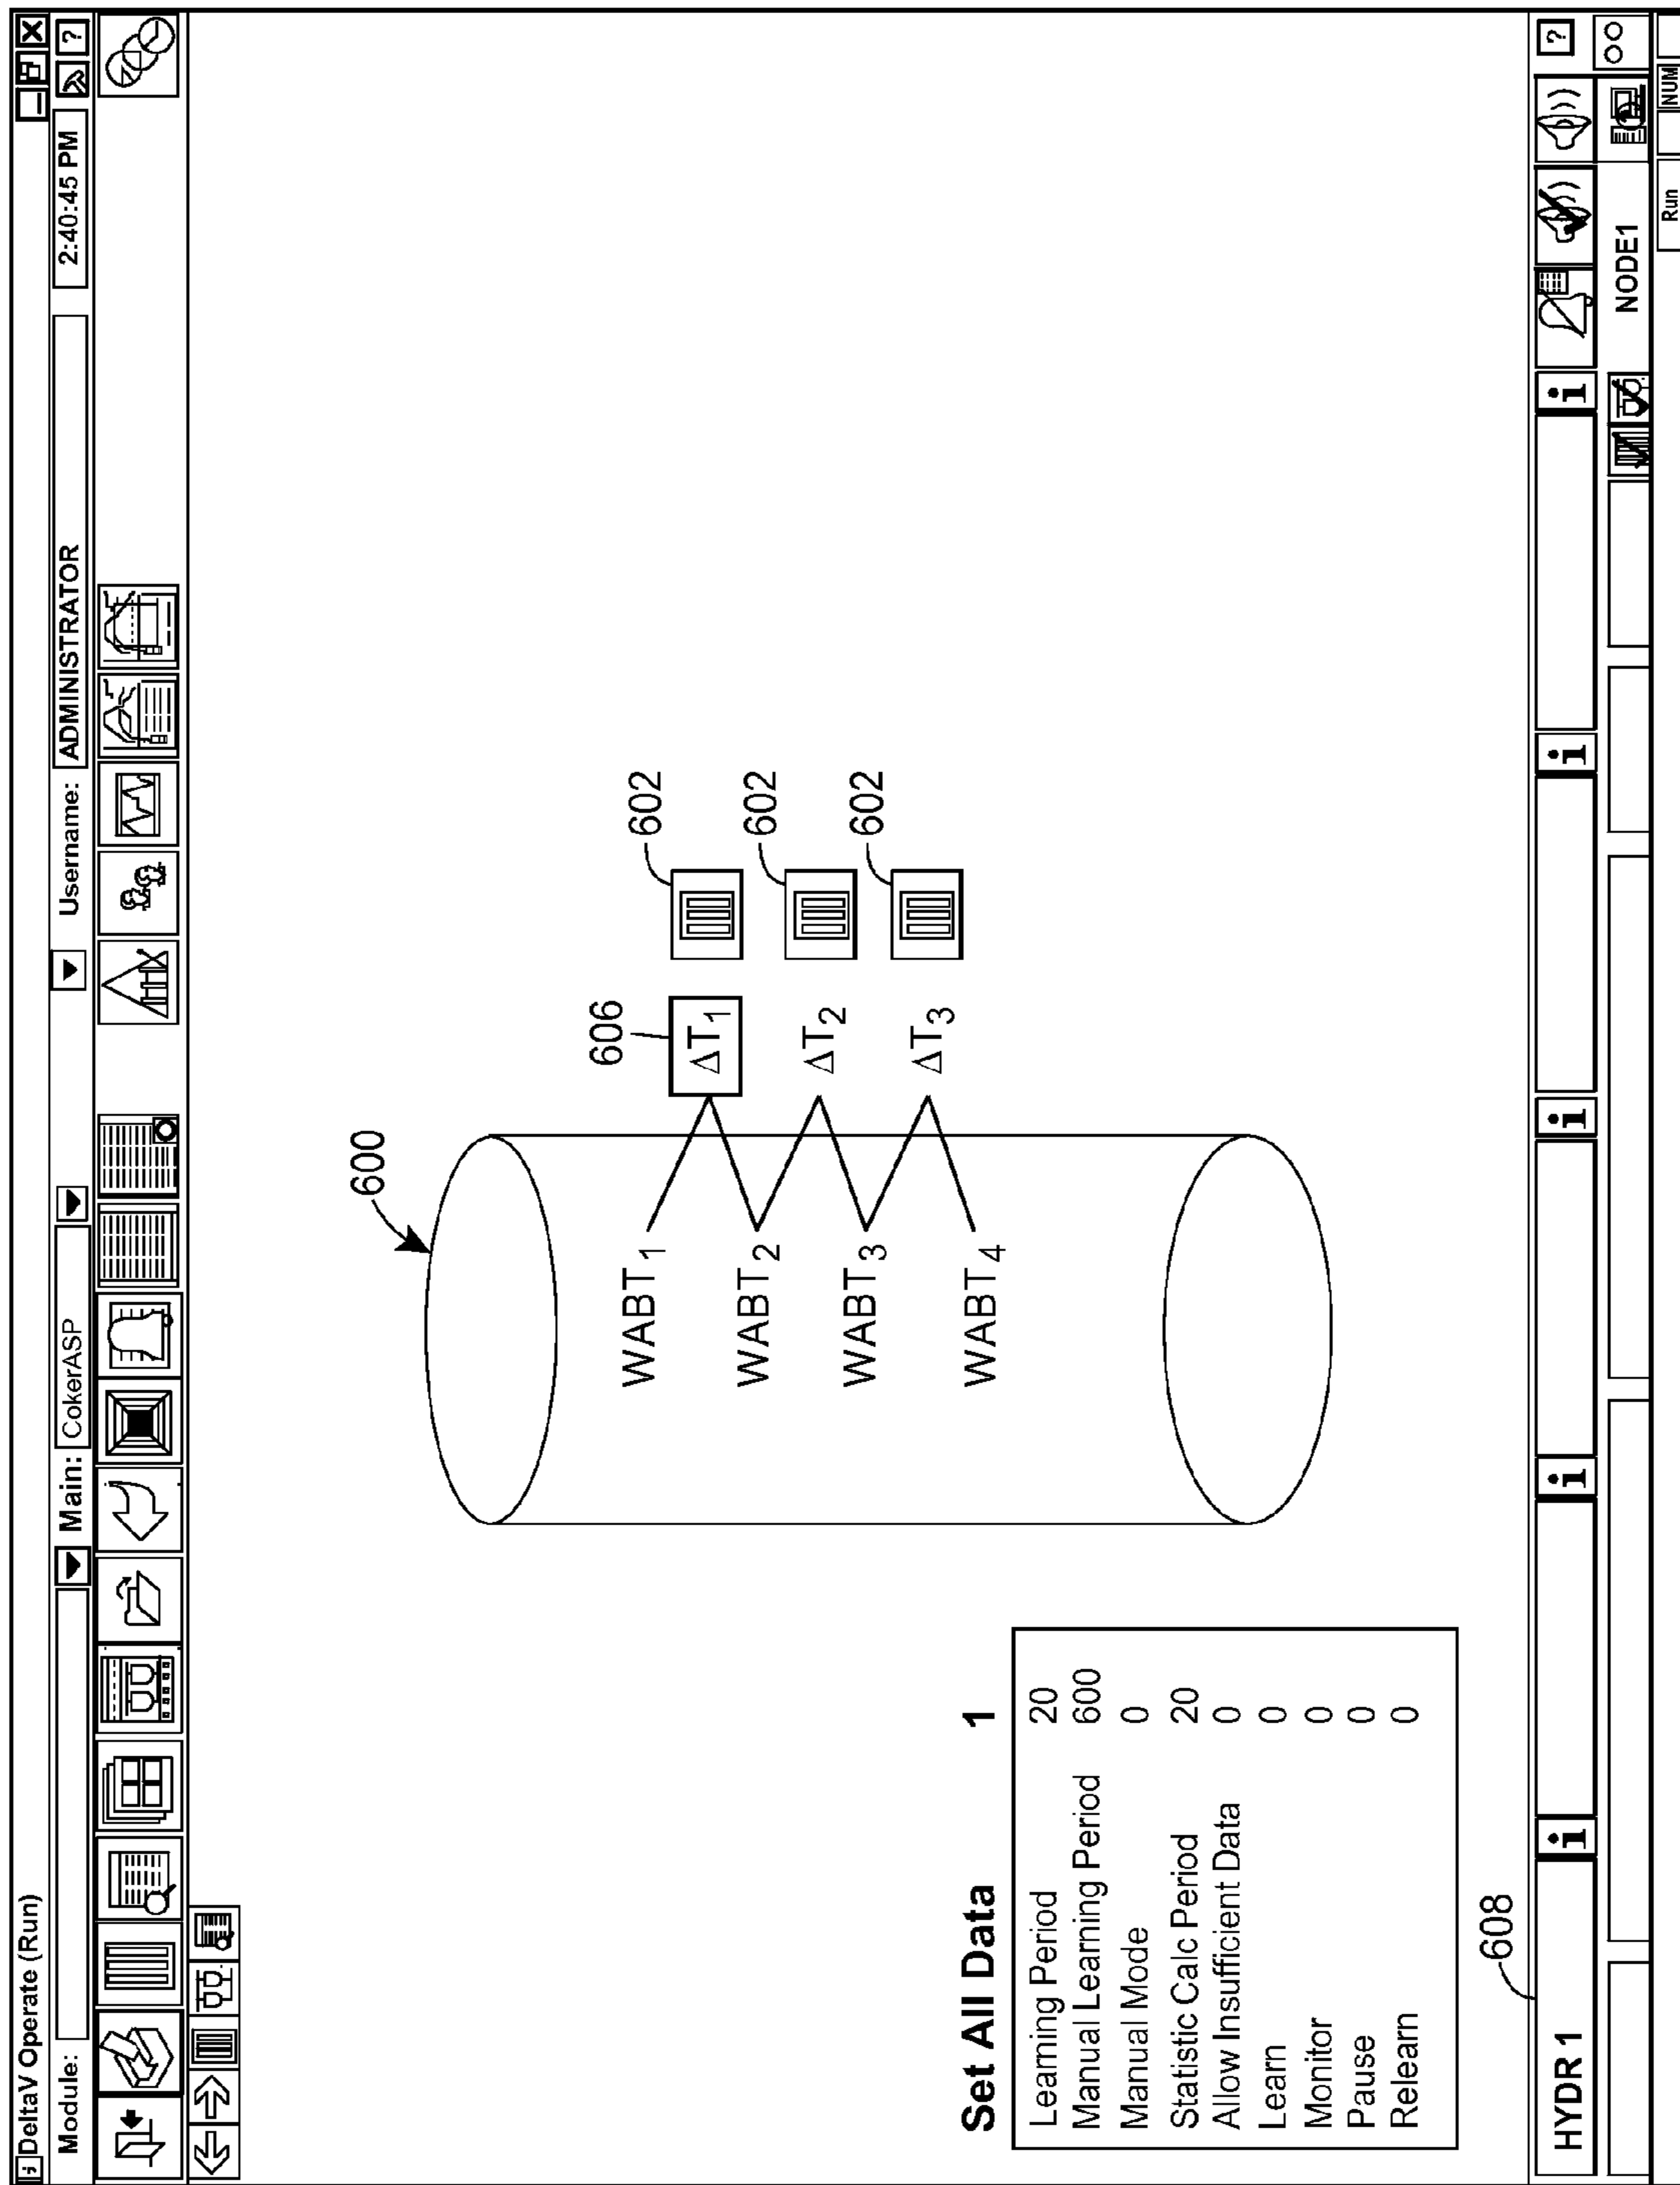 DeltaV Operate (Run)
Module: Main: CokerASP Username: ADMINISTRATOR 2:40:45 PM ?
600
WABT1
WABT2
WABT3
WABT4
606
ΔT1
ΔT2
ΔT3
602
602
602
Set All Data 1
Learning Period 20
Manual Learning Period 600
Manual Mode 0
Statistic Calc Period 20
Allow Insufficient Data 0
Learn 0
Monitor 0
Pause 0
Relearn 0
608
HYDR 1 i i i i i ?
NODE1
Run NUM